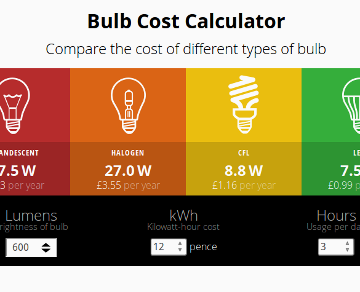 Bulb Cost Calculator
Compare the cost of different types of bulb
ANDESCENT HALOGEN CFL LE
7.5 W 27.0 W 8.8 W 7.5
3 per year £3.55 per year £1.16 per year £0.99 p
Lumens kWh Hours
rightness of bulb Kilowatt-hour cost Usage per da
600 12 pence 3